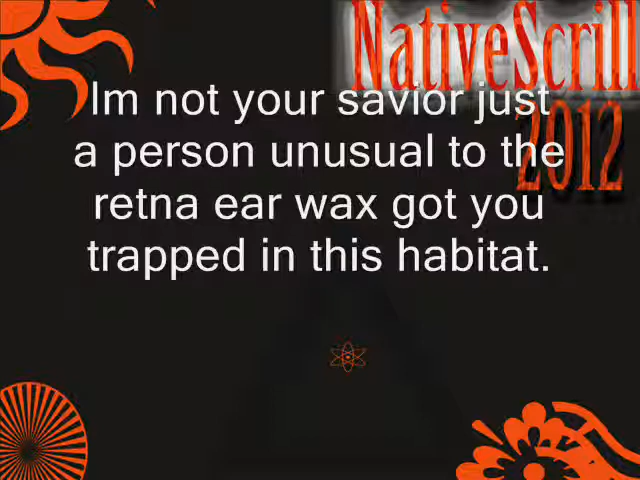 NativeScrill
2012
Im not your savior just
a person unusual to the
retna ear wax got you
trapped in this habitat.